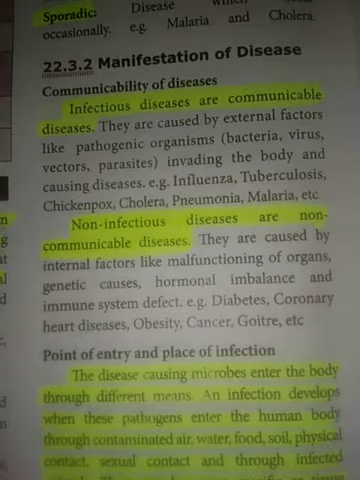 Sporadic: Disease which
occasionally. e.g. Malaria and Cholera.
22.3.2 Manifestation of Disease
Communicability of diseases
Infectious diseases are communicable
diseases. They are caused by external factors
like pathogenic organisms (bacteria, virus,
vectors, parasites) invading the body and
causing diseases. e.g. Influenza, Tuberculosis,
Chickenpox, Cholera, Pneumonia, Malaria, etc
Non-infectious diseases are non-
communicable diseases. They are caused by
internal factors like malfunctioning of organs,
genetic causes, hormonal imbalance and
immune system defect. e.g. Diabetes, Coronary
heart diseases, Obesity, Cancer, Goitre, etc
Point of entry and place of infection
The disease causing microbes enter the body
through different means. An infection develops
when these pathogens enter the human body
through contaminated air, water, food, soil, physical
contact, sexual contact and through infected